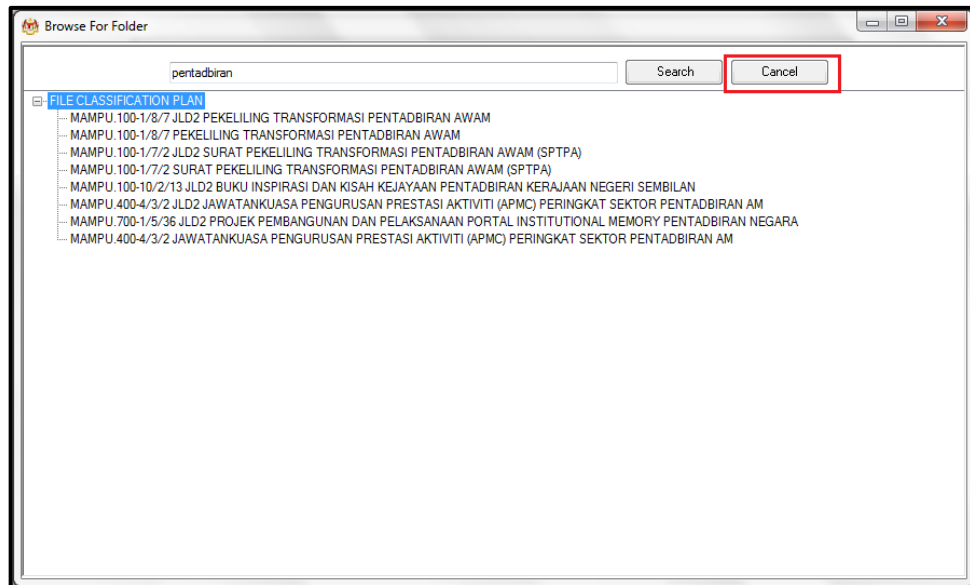 Browse For Folder
pentadbiran
Search
Cancel
FILE CLASSIFICATION PLAN
MAMPU.100-1/8/7 JLD2 PEKELILING TRANSFORMASI PENTADBIRAN AWAM
MAMPU.100-1/8/7 PEKELILING TRANSFORMASI PENTADBIRAN AWAM
MAMPU.100-1/7/2 JLD2 SURAT PEKELILING TRANSFORMASI PENTADBIRAN AWAM (SPTPA)
MAMPU.100-1/7/2 SURAT PEKELILING TRANSFORMASI PENTADBIRAN AWAM (SPTPA)
MAMPU.100-10/2/13 JLD2 BUKU INSPIRASI DAN KISAH KEJAYAAN PENTADBIRAN KERAJAAN NEGERI SEMBILAN
MAMPU.400-4/3/2 JLD2 JAWATANKUASA PENGURUSAN PRESTASI AKTIVITI (APMC) PERINGKAT SEKTOR PENTADBIRAN AM
MAMPU.700-1/5/36 JLD2 PROJEK PEMBANGUNAN DAN PELAKSANAAN PORTAL INSTITUTIONAL MEMORY PENTADBIRAN NEGARA
MAMPU.400-4/3/2 JAWATANKUASA PENGURUSAN PRESTASI AKTIVITI (APMC) PERINGKAT SEKTOR PENTADBIRAN AM